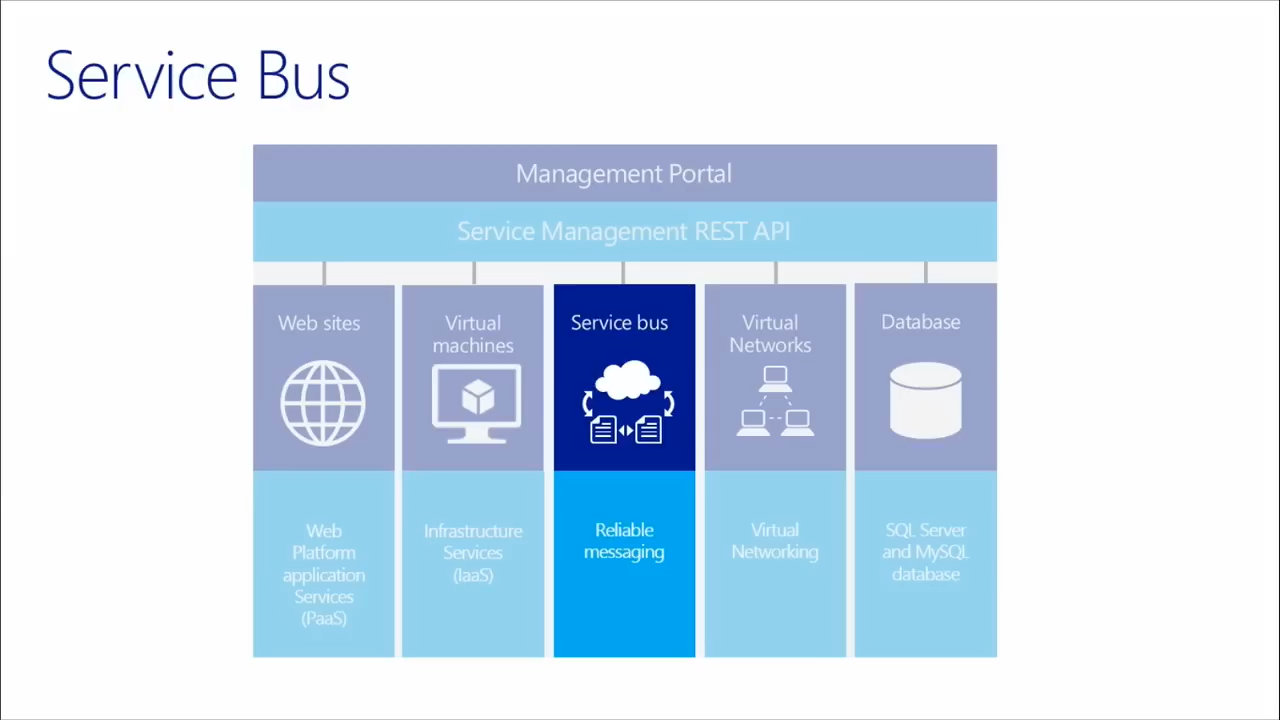 Service Bus
Management Portal
Service Management REST API
Web sites
Virtual
machines
Service bus
Virtual
Networks
Database
Web
Platform
application
Services
(PaaS)
Infrastructure
Services
(IaaS)
Reliable
messaging
Virtual
Networking
SQL Server
and MySQL
database